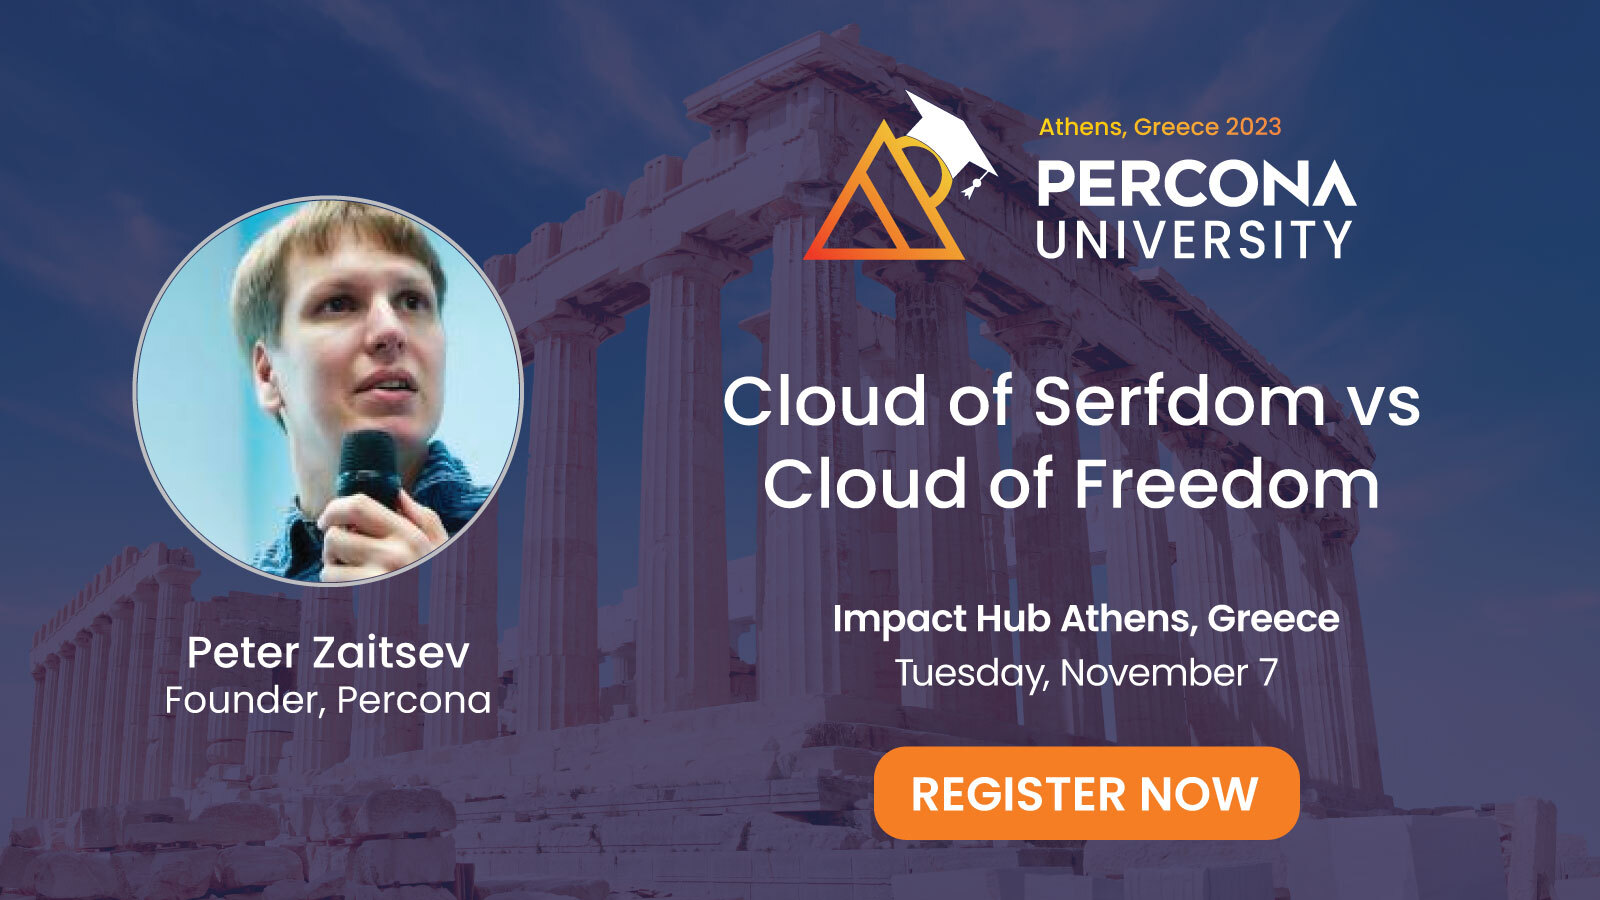 Athens, Greece 2023
PERCONA
UNIVERSITY
Cloud of Serfdom vs
Cloud of Freedom
Impact Hub Athens, Greece
Tuesday, November 7
REGISTER NOW
Peter Zaitsev
Founder, Percona